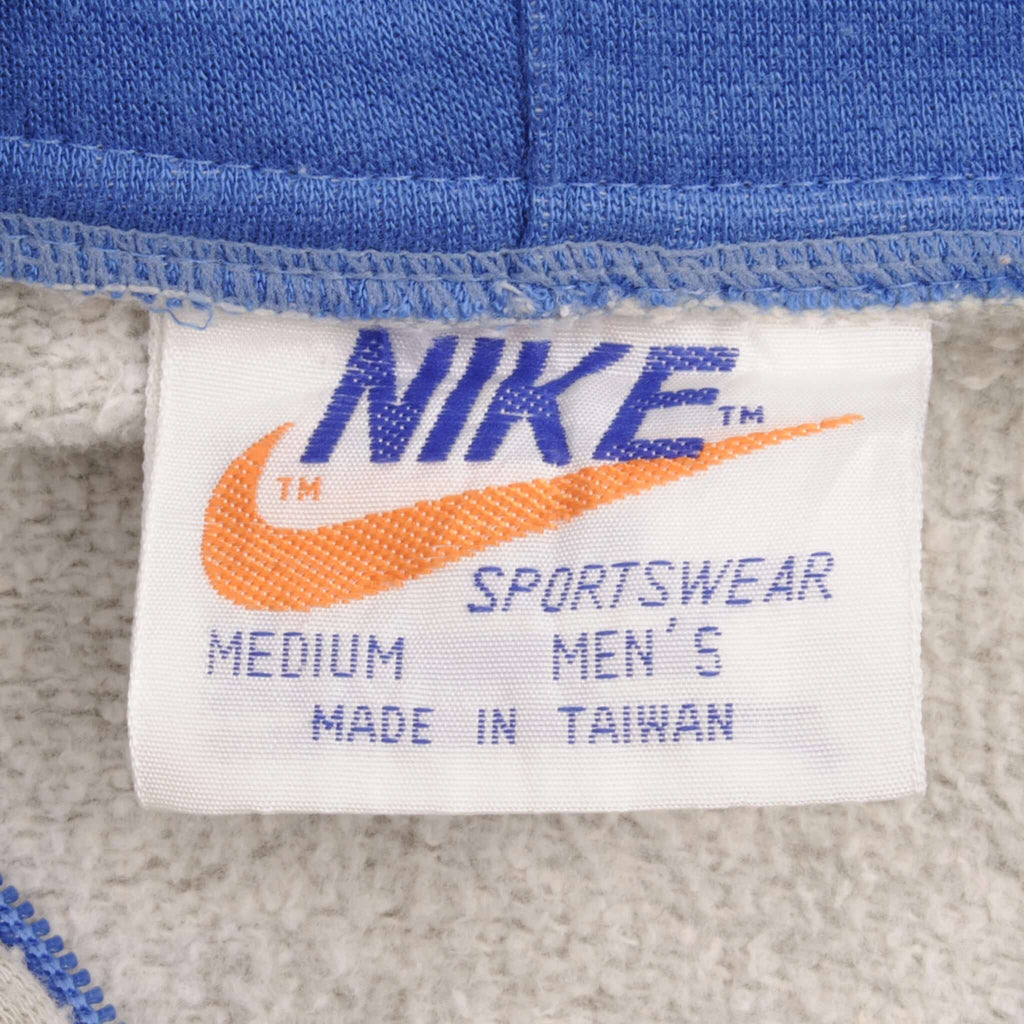 NIKE™
™
SPORTSWEAR
MEDIUM MEN'S
MADE IN TAIWAN